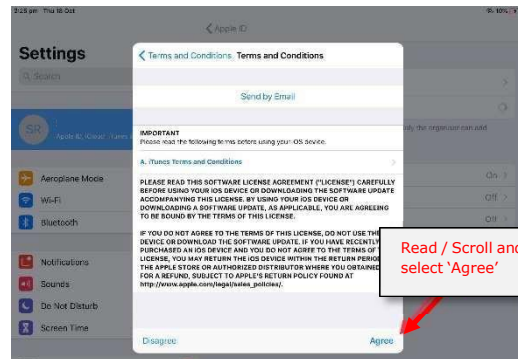 2:28 pm Thu 18 Oct
10%
Apple ID
Settings
Search
Terms and Conditions Terms and Conditions
Send by Email
SR
IMPORTANT
Please read the following terms before using your iOS device.
A. iTunes Terms and Conditions
PLEASE READ THIS SOFTWARE LICENSE AGREEMENT ("LICENSE") CAREFULLY
BEFORE USING YOUR IOS DEVICE OR DOWNLOADING THE SOFTWARE UPDATE
ACCOMPANYING THIS LICENSE. BY USING YOUR IOS DEVICE OR
DOWNLOADING A SOFTWARE UPDATE, AS APPLICABLE, YOU ARE AGREEING
TO BE BOUND BY THE TERMS OF THIS LICENSE.
IF YOU DO NOT AGREE TO THE TERMS OF THIS LICENSE, DO NOT USE THE
DEVICE OR DOWNLOAD THE SOFTWARE UPDATE. IF YOU HAVE RECENTLY
PURCHASED AN IOS DEVICE AND YOU DO NOT AGREE TO THE TERMS OF
LICENSE, YOU MAY RETURN THE IOS DEVICE WITHIN THE RETURN PERIOD
THE APPLE STORE OR AUTHORIZED DISTRIBUTOR WHERE YOU OBTAINED
FOR A REFUND, SUBJECT TO APPLE'S RETURN POLICY FOUND AT
http://www.apple.com/legal/sales_policies/.
Disagree
Agree
Aeroplane Mode
Wi-Fi
Bluetooth
Notifications
Sounds
Do Not Disturb
Screen Time
only the organiser can add
On
Off
Off
Read / Scroll and
select 'Agree'